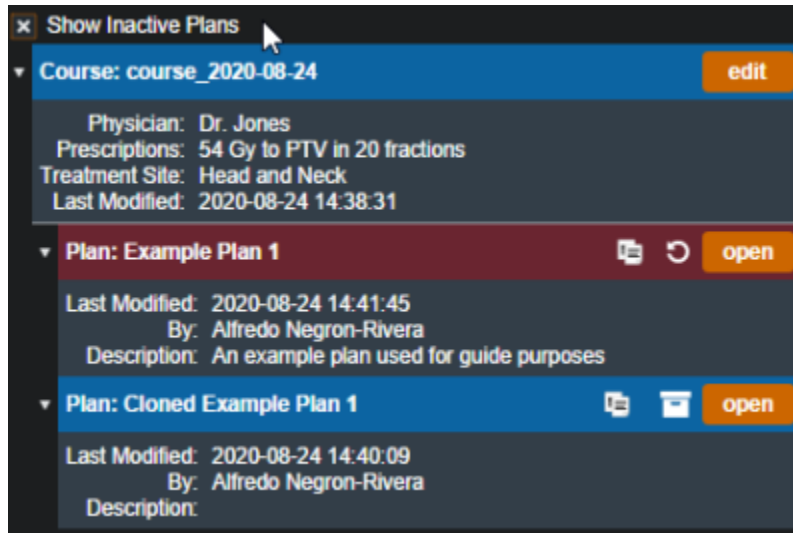 Show Inactive Plans
Course: course_2020-08-24 edit
Physician: Dr. Jones
Prescriptions: 54 Gy to PTV in 20 fractions
Treatment Site: Head and Neck
Last Modified: 2020-08-24 14:38:31
Plan: Example Plan 1 open
Last Modified: 2020-08-24 14:41:45
By: Alfredo Negron-Rivera
Description: An example plan used for guide purposes
Plan: Cloned Example Plan 1 open
Last Modified: 2020-08-24 14:40:09
By: Alfredo Negron-Rivera
Description: